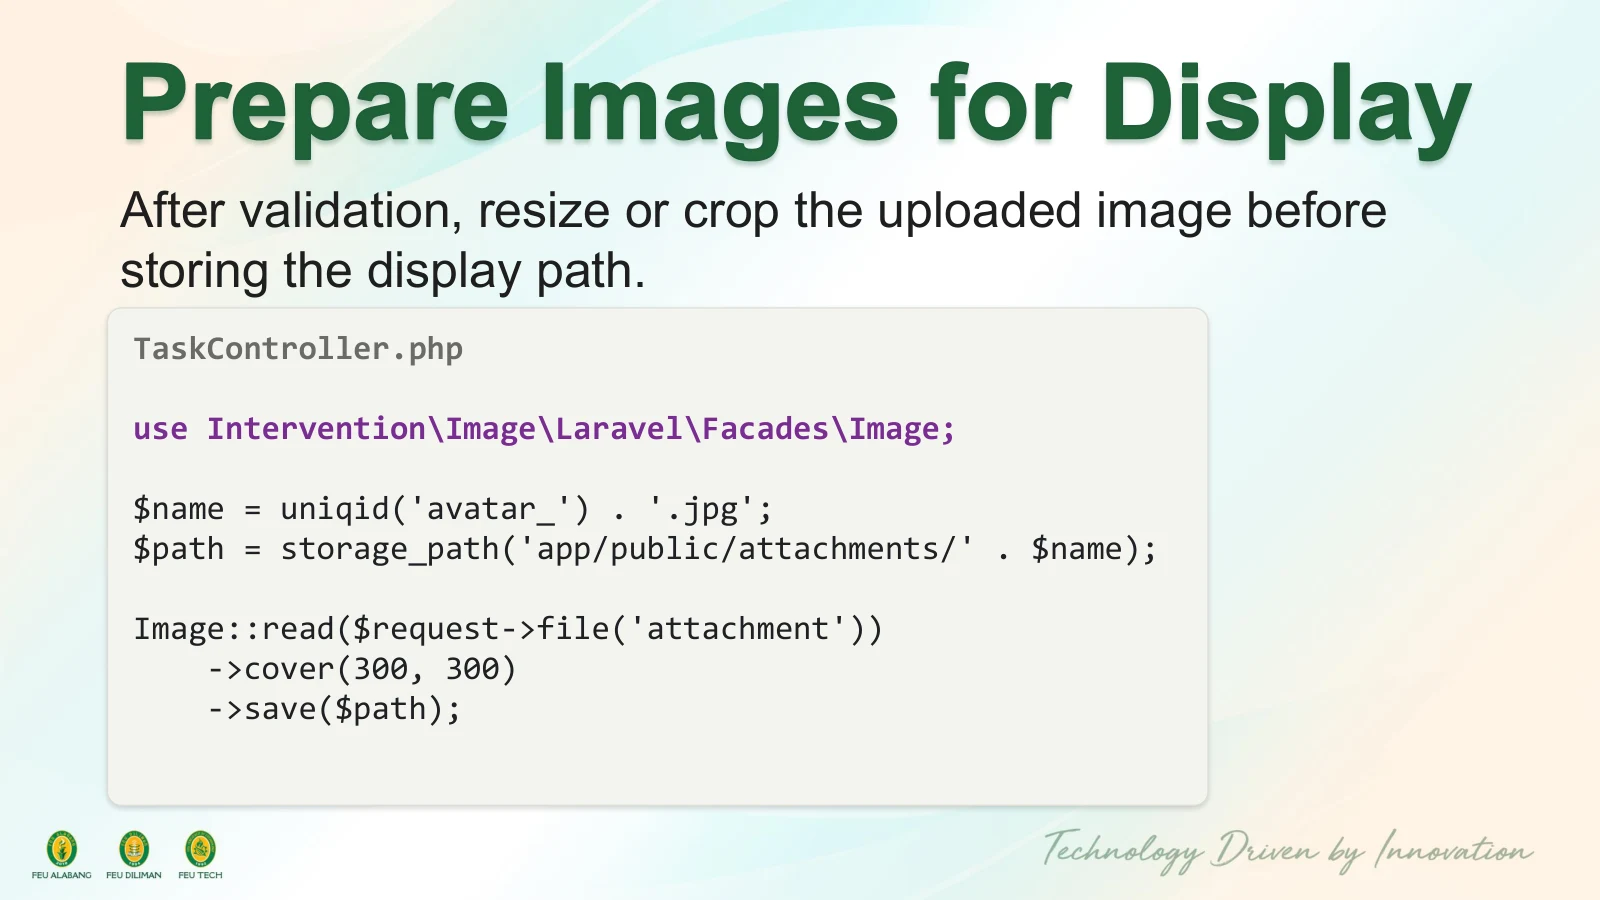 Prepare Images for Display
After validation, resize or crop the uploaded image before
storing the display path.
TaskController.php
use Intervention\Image\Laravel\Facades\Image;
$name = uniqid('avatar_') . '.jpg';
$path = storage_path('app/public/attachments/' . $name);
Image::read($request->file('attachment'))
    ->cover(300, 300)
    ->save($path);
FEU ALABANG
FEU DILIMAN
FEU TECH
Technology Driven by Innovation